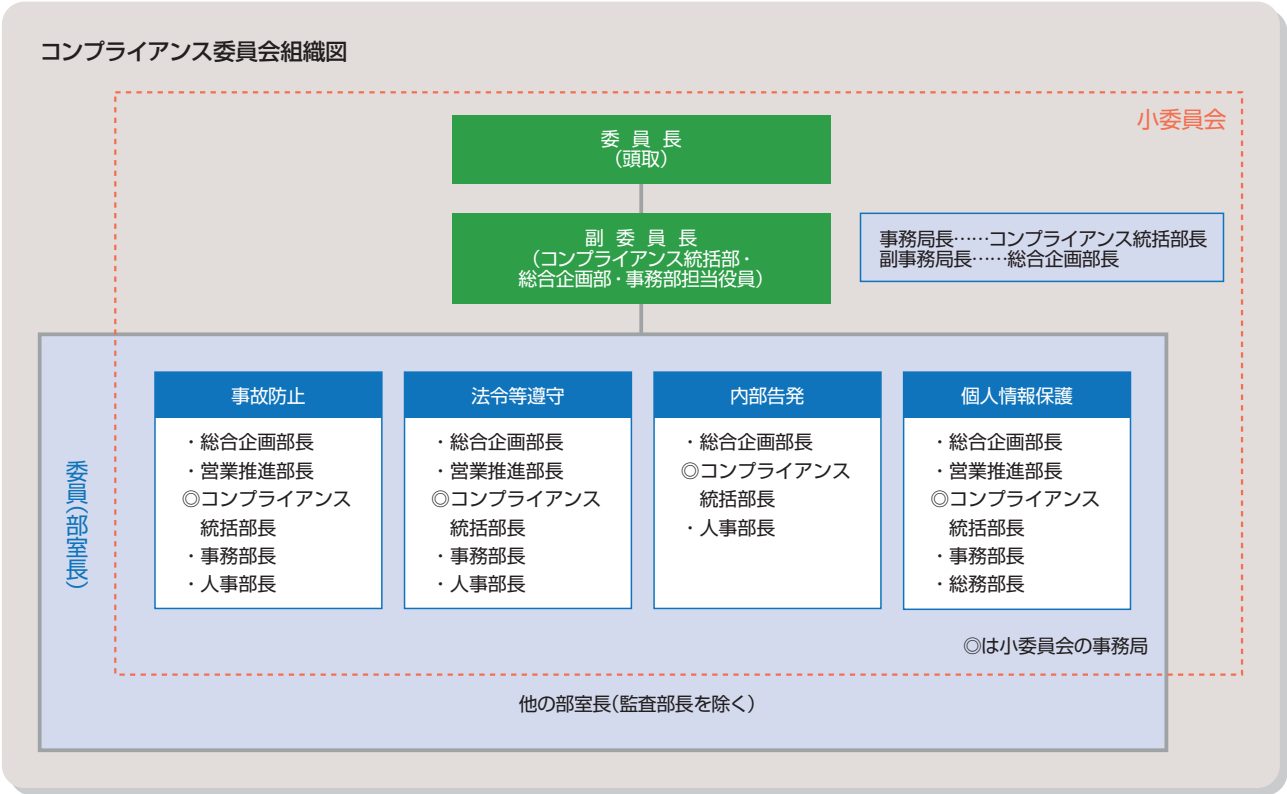 コンプライアンス委員会組織図
小委員会
委 員 長
（頭取）
副 委 員 長
（コンプライアンス統括部・
総合企画部・事務部担当役員）
事務局長……コンプライアンス統括部長
副事務局長……総合企画部長
委員（部室長）
事故防止
・総合企画部長
・営業推進部長
◎コンプライアンス
統括部長
・事務部長
・人事部長
法令等遵守
・総合企画部長
・営業推進部長
◎コンプライアンス
統括部長
・事務部長
・人事部長
内部告発
・総合企画部長
◎コンプライアンス
統括部長
・人事部長
個人情報保護
・総合企画部長
・営業推進部長
◎コンプライアンス
統括部長
・事務部長
・総務部長
◎は小委員会の事務局
他の部室長（監査部長を除く）